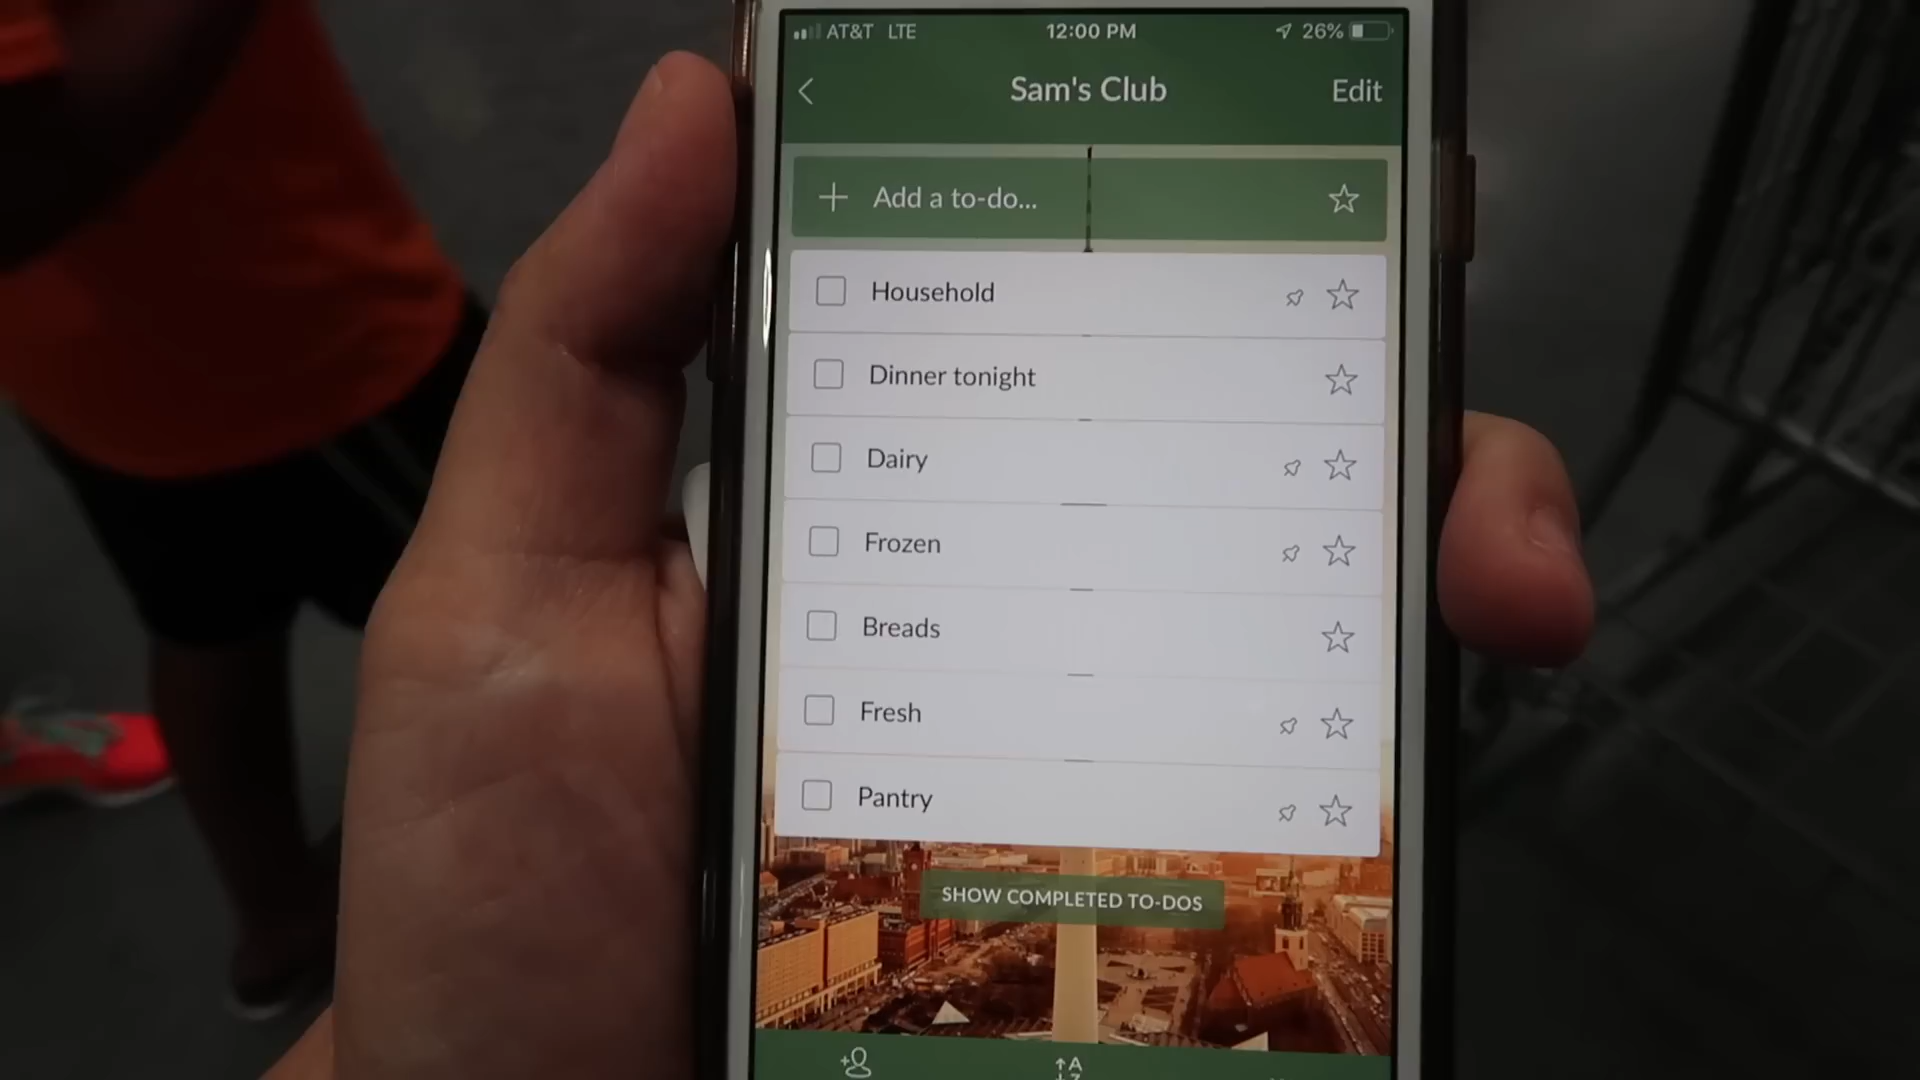 AT&T LTE 12:00 PM 26%
Sam's Club Edit
Add a to-do...
Household
Dinner tonight
Dairy
Frozen
Breads
Fresh
Pantry
SHOW COMPLETED TO-DOS